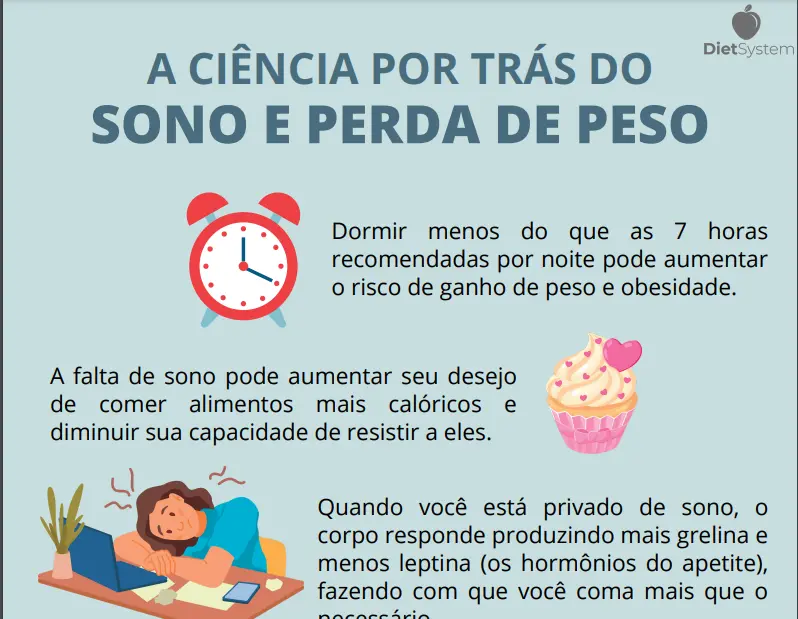 DietSystem
A CIÊNCIA POR TRÁS DO
SONO E PERDA DE PESO
Dormir menos do que as 7 horas
recomendadas por noite pode aumentar
o risco de ganho de peso e obesidade.
A falta de sono pode aumentar seu desejo
de comer alimentos mais calóricos e
diminuir sua capacidade de resistir a eles.
Quando você está privado de sono, o
corpo responde produzindo mais grelina e
menos leptina (os hormônios do apetite),
fazendo com que você coma mais que o
necessário